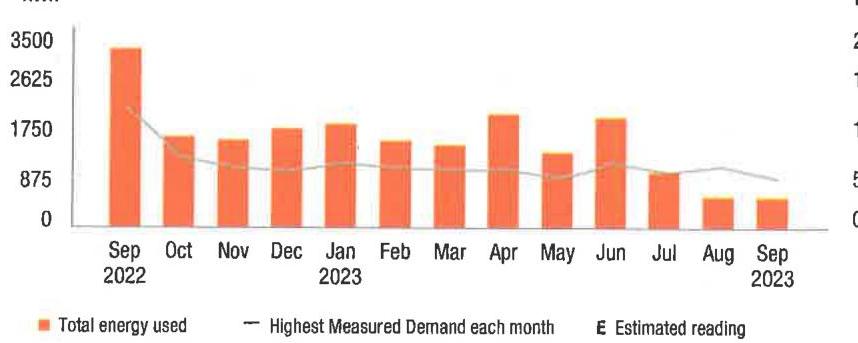 3500
2625
1750
875
0
Sep Oct Nov Dec Jan Feb Mar Apr May Jun Jul Aug Sep
2022 2023 2023
Total energy used Highest Measured Demand each month E Estimated reading